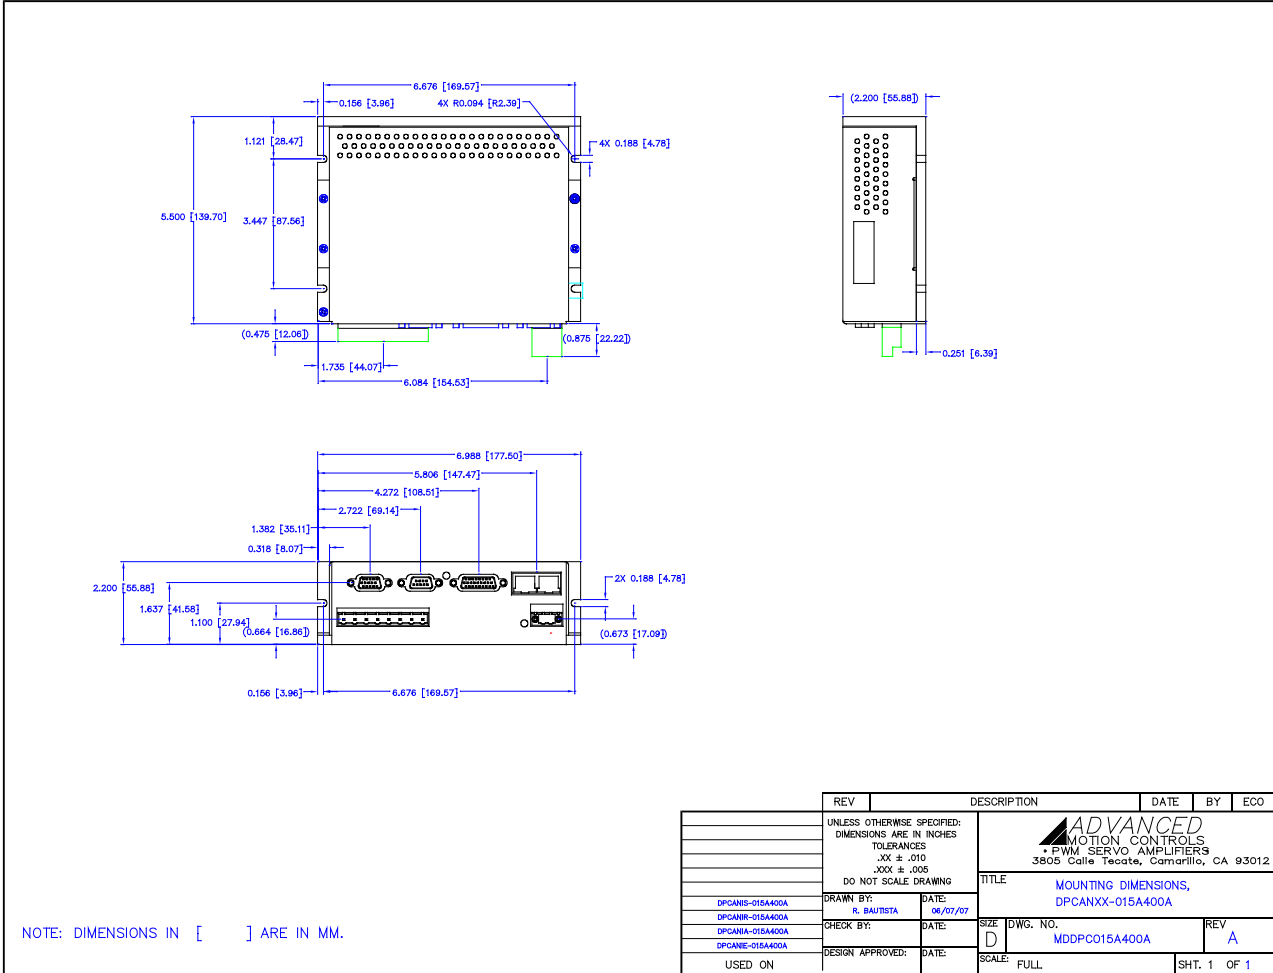 6.676 [169.57]
0.156 [3.96]
4X R0.094 [R2.39]
(2.200 [55.88])
1.121 [28.47]
4X 0.188 [4.78]
5.500 [139.70]
3.447 [87.56]
(0.475 [12.06])
(0.875 [22.22])
0.251 [6.39]
1.735 [44.07]
6.084 [154.53]
6.988 [177.50]
5.806 [147.47]
4.272 [108.51]
2.722 [69.14]
1.382 [35.11]
0.318 [8.07]
2.200 [55.88]
2X 0.188 [4.78]
1.637 [41.58]
1.100 [27.94]
(0.664 [16.86])
(0.673 [17.09])
0.156 [3.96]
6.676 [169.57]
NOTE: DIMENSIONS IN [ ] ARE IN MM.
REV DESCRIPTION DATE BY ECO
UNLESS OTHERWISE SPECIFIED:
DIMENSIONS ARE IN INCHES
TOLERANCES
.XX ± .010
.XXX ± .005
DO NOT SCALE DRAWING
ADVANCED
MOTION CONTROLS
• PWM SERVO AMPLIFIERS
3805 Calle Tecate, Camarillo, CA 93012
TITLE
MOUNTING DIMENSIONS,
DPCANXX-015A400A
DPCANIS-015A400A
DPCANIR-015A400A
DPCANIA-015A400A
DPCANIE-015A400A
USED ON
DRAWN BY: DATE:
R. BAUTISTA 06/07/07
CHECK BY: DATE:
DESIGN APPROVED: DATE:
SIZE DWG. NO. REV
D MDDPC015A400A A
SCALE: FULL SHT. 1 OF 1